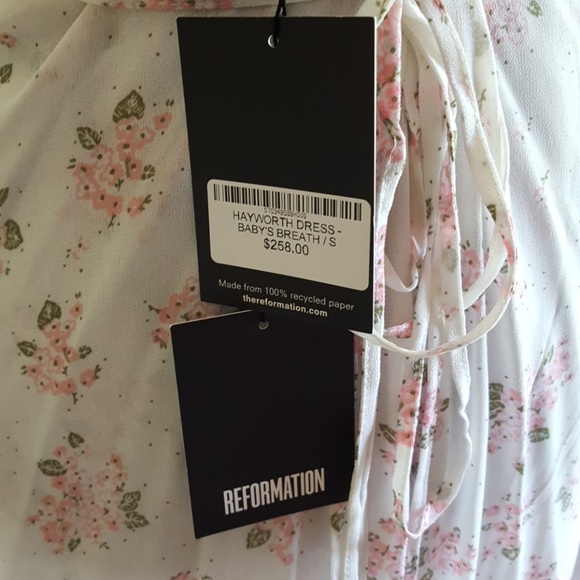 HAYWORTH DRESS -
BABY'S BREATH / S
$258.00
Made from 100% recycled paper
thereformation.com
REFORMATION